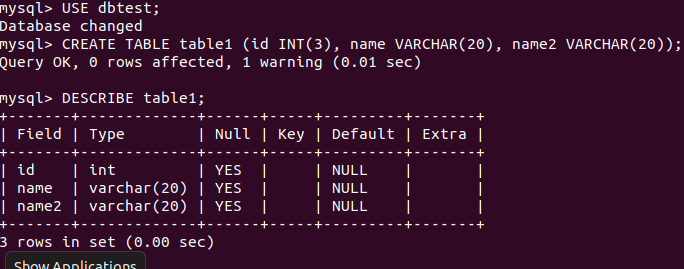 mysql> USE dbtest;
Database changed
mysql> CREATE TABLE table1 (id INT(3), name VARCHAR(20), name2 VARCHAR(20));
Query OK, 0 rows affected, 1 warning (0.01 sec)

mysql> DESCRIBE table1;
+-------+-------------+------+-----+---------+-------+
| Field | Type        | Null | Key | Default | Extra |
+-------+-------------+------+-----+---------+-------+
| id    | int         | YES  |     | NULL    |       |
| name  | varchar(20) | YES  |     | NULL    |       |
| name2 | varchar(20) | YES  |     | NULL    |       |
+-------+-------------+------+-----+---------+-------+
3 rows in set (0.00 sec)
Show Applications